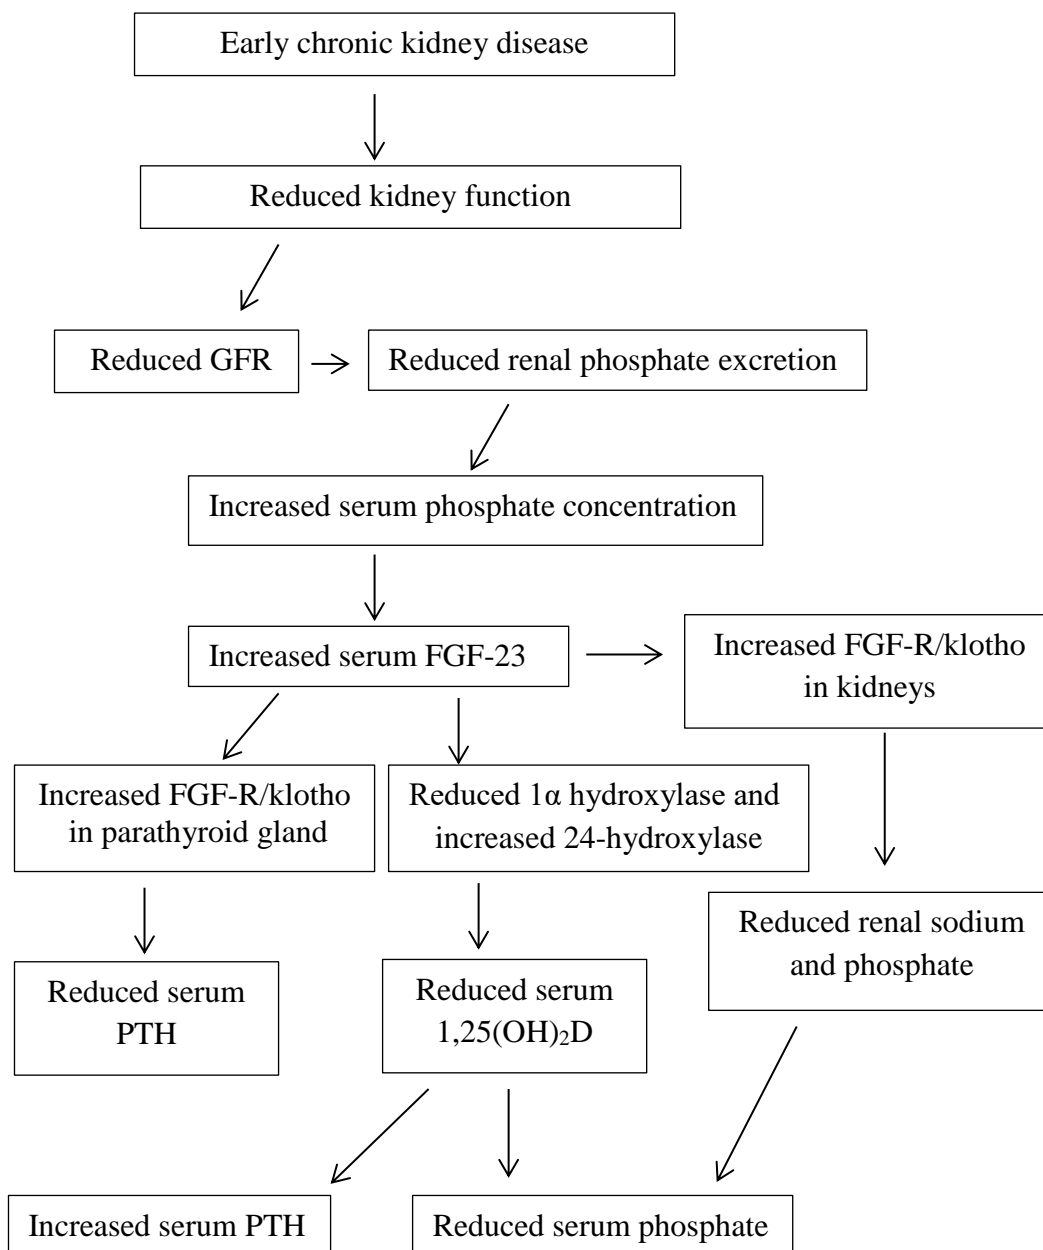 Early chronic kidney disease
Reduced kidney function
Reduced GFR
Reduced renal phosphate excretion
Increased serum phosphate concentration
Increased serum FGF-23
Increased FGF-R/klotho
in kidneys
Increased FGF-R/klotho
in parathyroid gland
Reduced 1α hydroxylase and
increased 24-hydroxylase
Reduced renal sodium
and phosphate
Reduced serum
PTH
Reduced serum
1,25(OH)₂D
Increased serum PTH
Reduced serum phosphate